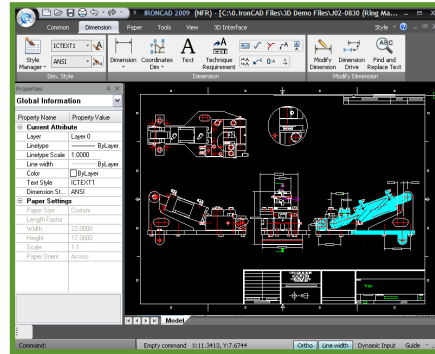 IRONCAD 2009 (NFR) - [C:\0.IronCAD Files\3D Demo Files\J02-0830 (Ring Ma...
Common Dimension Paper Tools View 3D Interface Style
Style Manager
ICTEXT1
ANSI
Dim. Style
Dimension
Coordinates Dim
Text
Technique Requirement
Dimension
Modify Dimension
Dimension Drive
Find and Replace Text
Modify Dimension
Properties
Global Information
Property Name Property Value
Current Attribute
Layer Layer 0
Linetype ByLayer
Linetype Scale 1.0000
Line width ByLayer
Color ByLayer
Text Style ICTEXT1
Dimension St... ANSI
Paper Settings
Paper Size Custom
Length Factor
Width 22.0000
Height 17.0000
Scale 1:1
Paper Orient... Across
Model
Command: Empty command X:11.3413, Y:7.6744 Ortho Line width Dynamic Input Guide